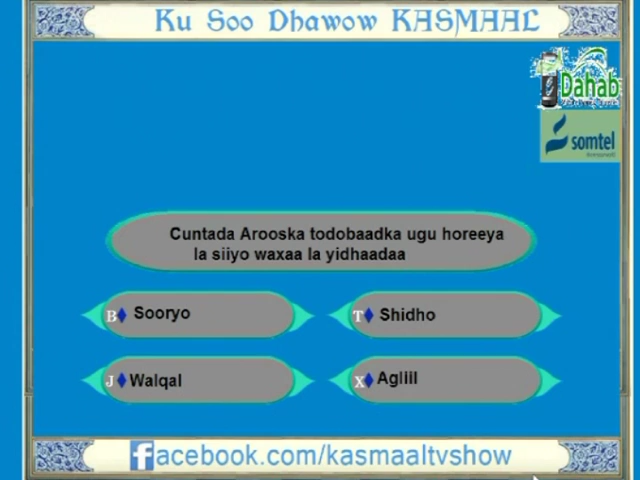 Ku Soo Dhawow KASMAAL
Dahab
somtel
Cuntada Arooska todobaadka ugu horeeya
la siiyo waxaa la yidhaadaa
B Sooryo
T Shidho
J Walqal
X Agliil
facebook.com/kasmaaltvshow